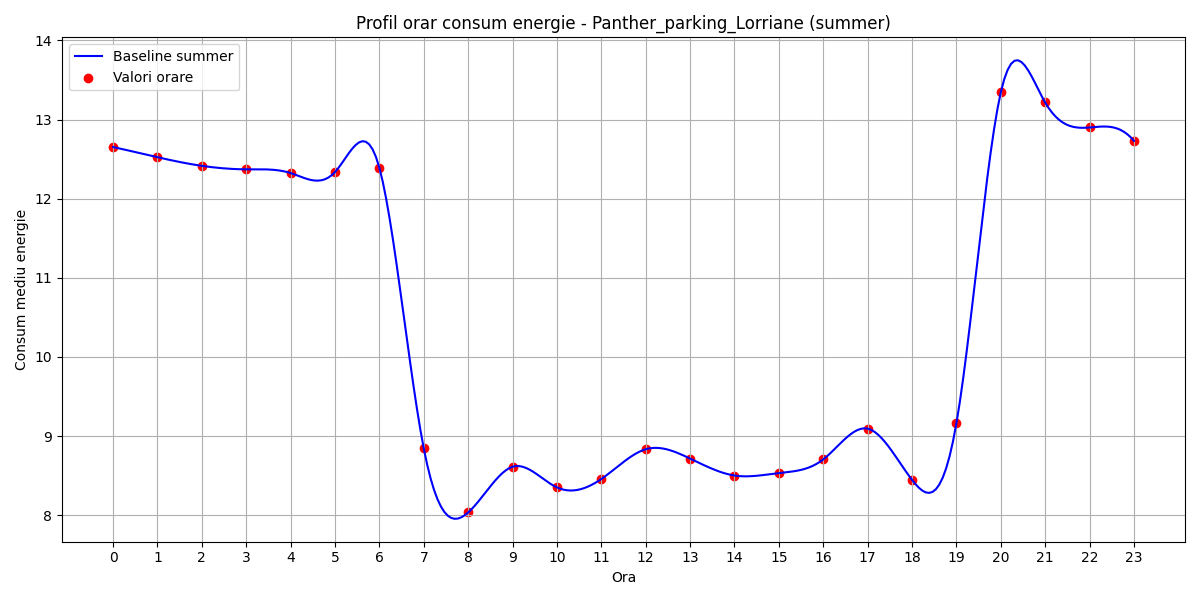 Profil orar consum energie - Panther_parking_Lorriane (summer)
Baseline summer
Valori orare
Consum mediu energie
14
13
12
11
10
9
8
0 1 2 3 4 5 6 7 8 9 10 11 12 13 14 15 16 17 18 19 20 21 22 23
Ora